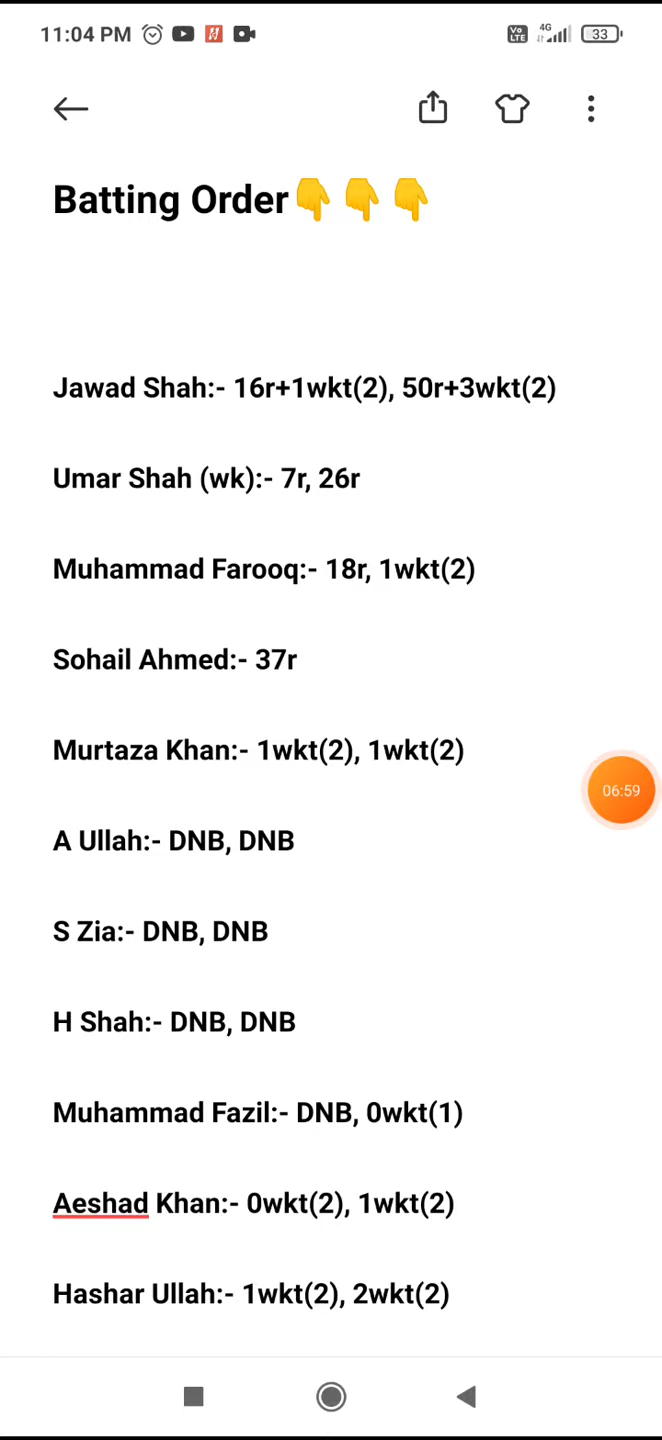 11:04 PM
Vo LTE 4G 33
Batting Order👇👇👇
Jawad Shah:- 16r+1wkt(2), 50r+3wkt(2)
Umar Shah (wk):- 7r, 26r
Muhammad Farooq:- 18r, 1wkt(2)
Sohail Ahmed:- 37r
Murtaza Khan:- 1wkt(2), 1wkt(2)
06:59
A Ullah:- DNB, DNB
S Zia:- DNB, DNB
H Shah:- DNB, DNB
Muhammad Fazil:- DNB, 0wkt(1)
Aeshad Khan:- 0wkt(2), 1wkt(2)
Hashar Ullah:- 1wkt(2), 2wkt(2)